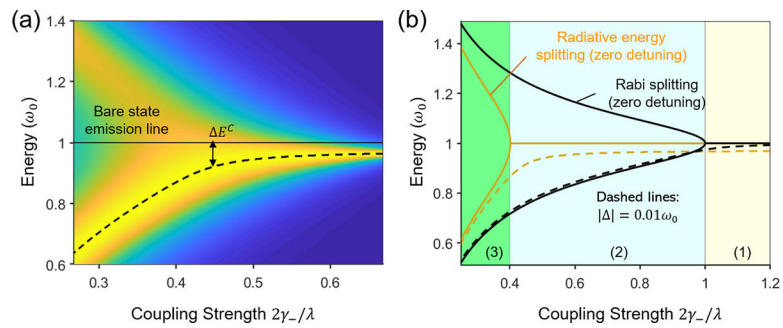 (a)
1.4
1.2
1
0.8
0.6
Energy (ω₀)
Bare state
emission line
ΔE^C
0.3
0.4
0.5
0.6
Coupling Strength 2γ₋/λ
(b)
1.4
1.2
1
0.8
0.6
Energy (ω₀)
Radiative energy
splitting (zero detuning)
Rabi splitting
(zero detuning)
Dashed lines:
|Δ| = 0.01ω₀
(3)
(2)
(1)
0.4
0.6
0.8
1
1.2
Coupling Strength 2γ₋/λ